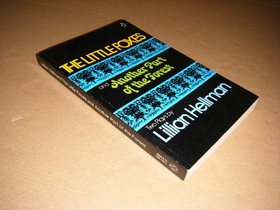 THE LITTLE FOXES
and Another Part
of the Forest
Two Plays by
Lillian Hellman